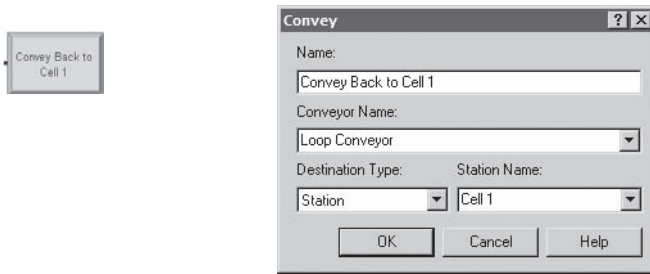 Convey Back to
Cell 1
Convey
? X
Name:
Convey Back to Cell 1
Conveyor Name:
Loop Conveyor
Destination Type: Station Name:
Station Cell 1
OK Cancel Help